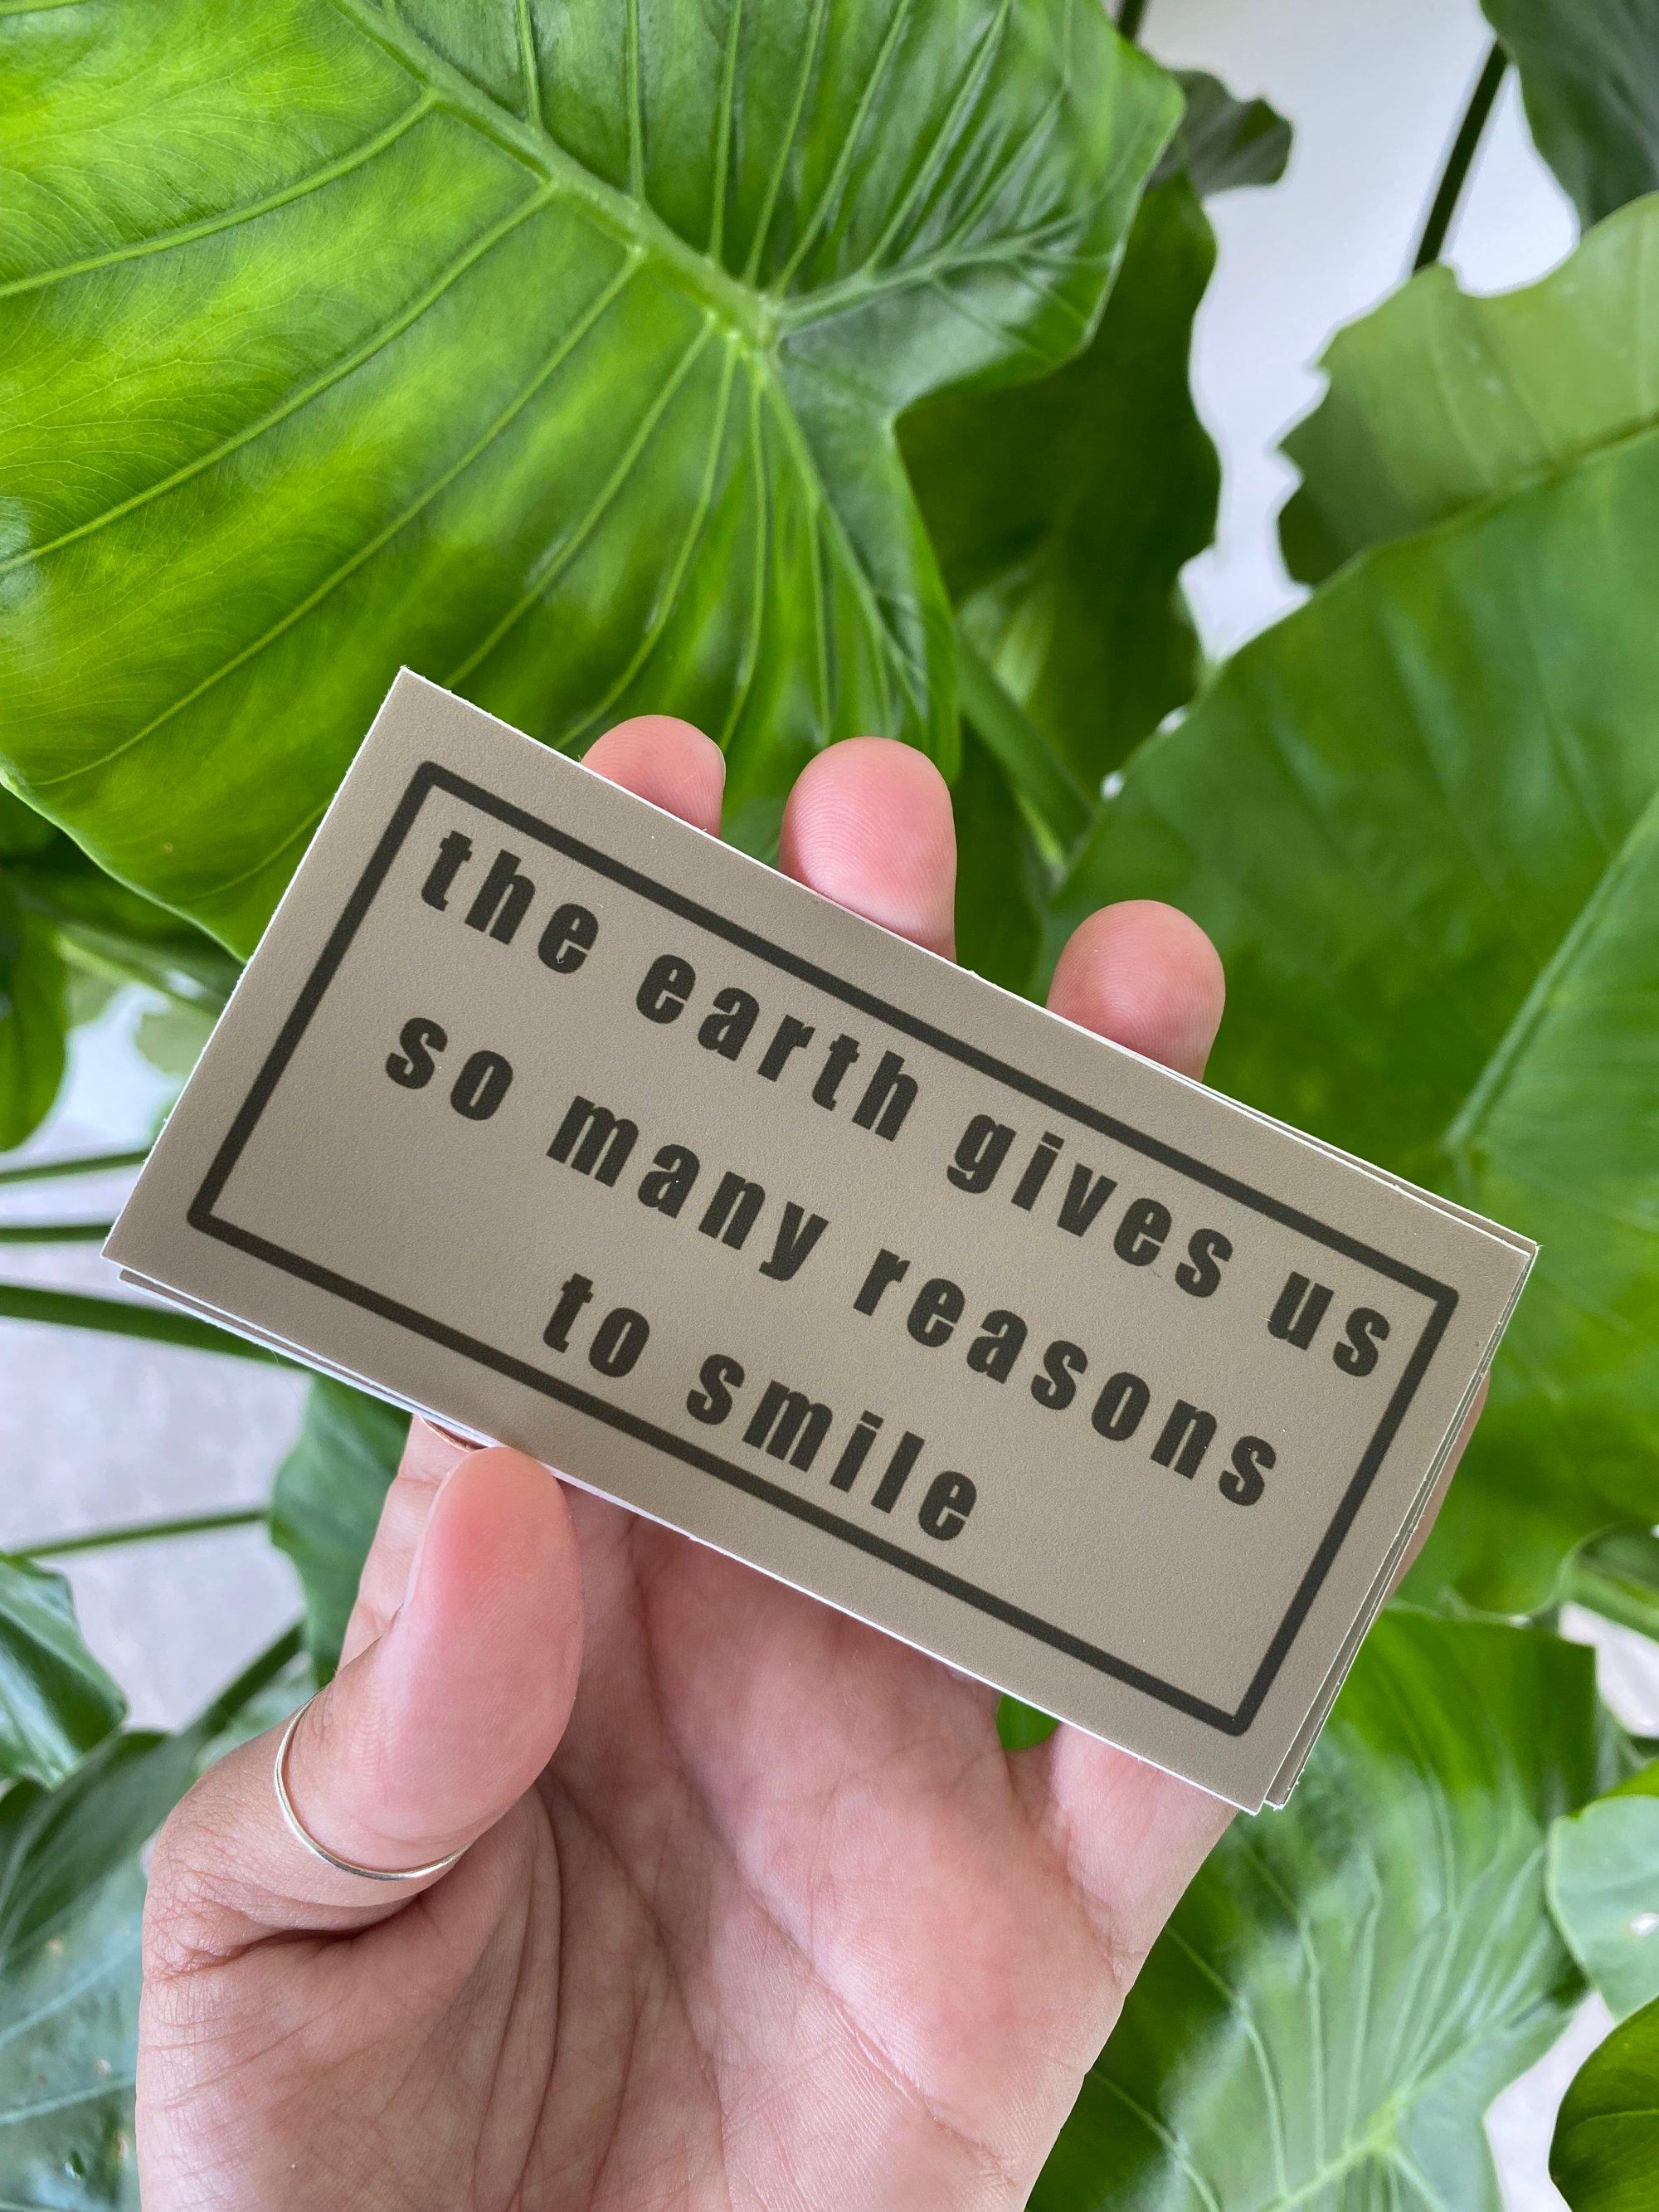 the earth gives us
so many reasons
to smile